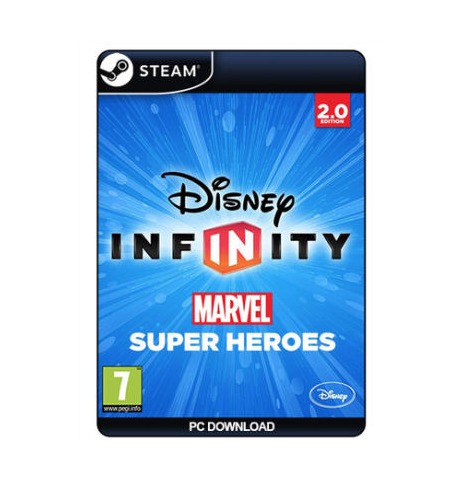 STEAM®
2.0
EDITION
Disney
INFINITY
MARVEL
SUPER HEROES
7
www.pegi.info
Disney
PC DOWNLOAD